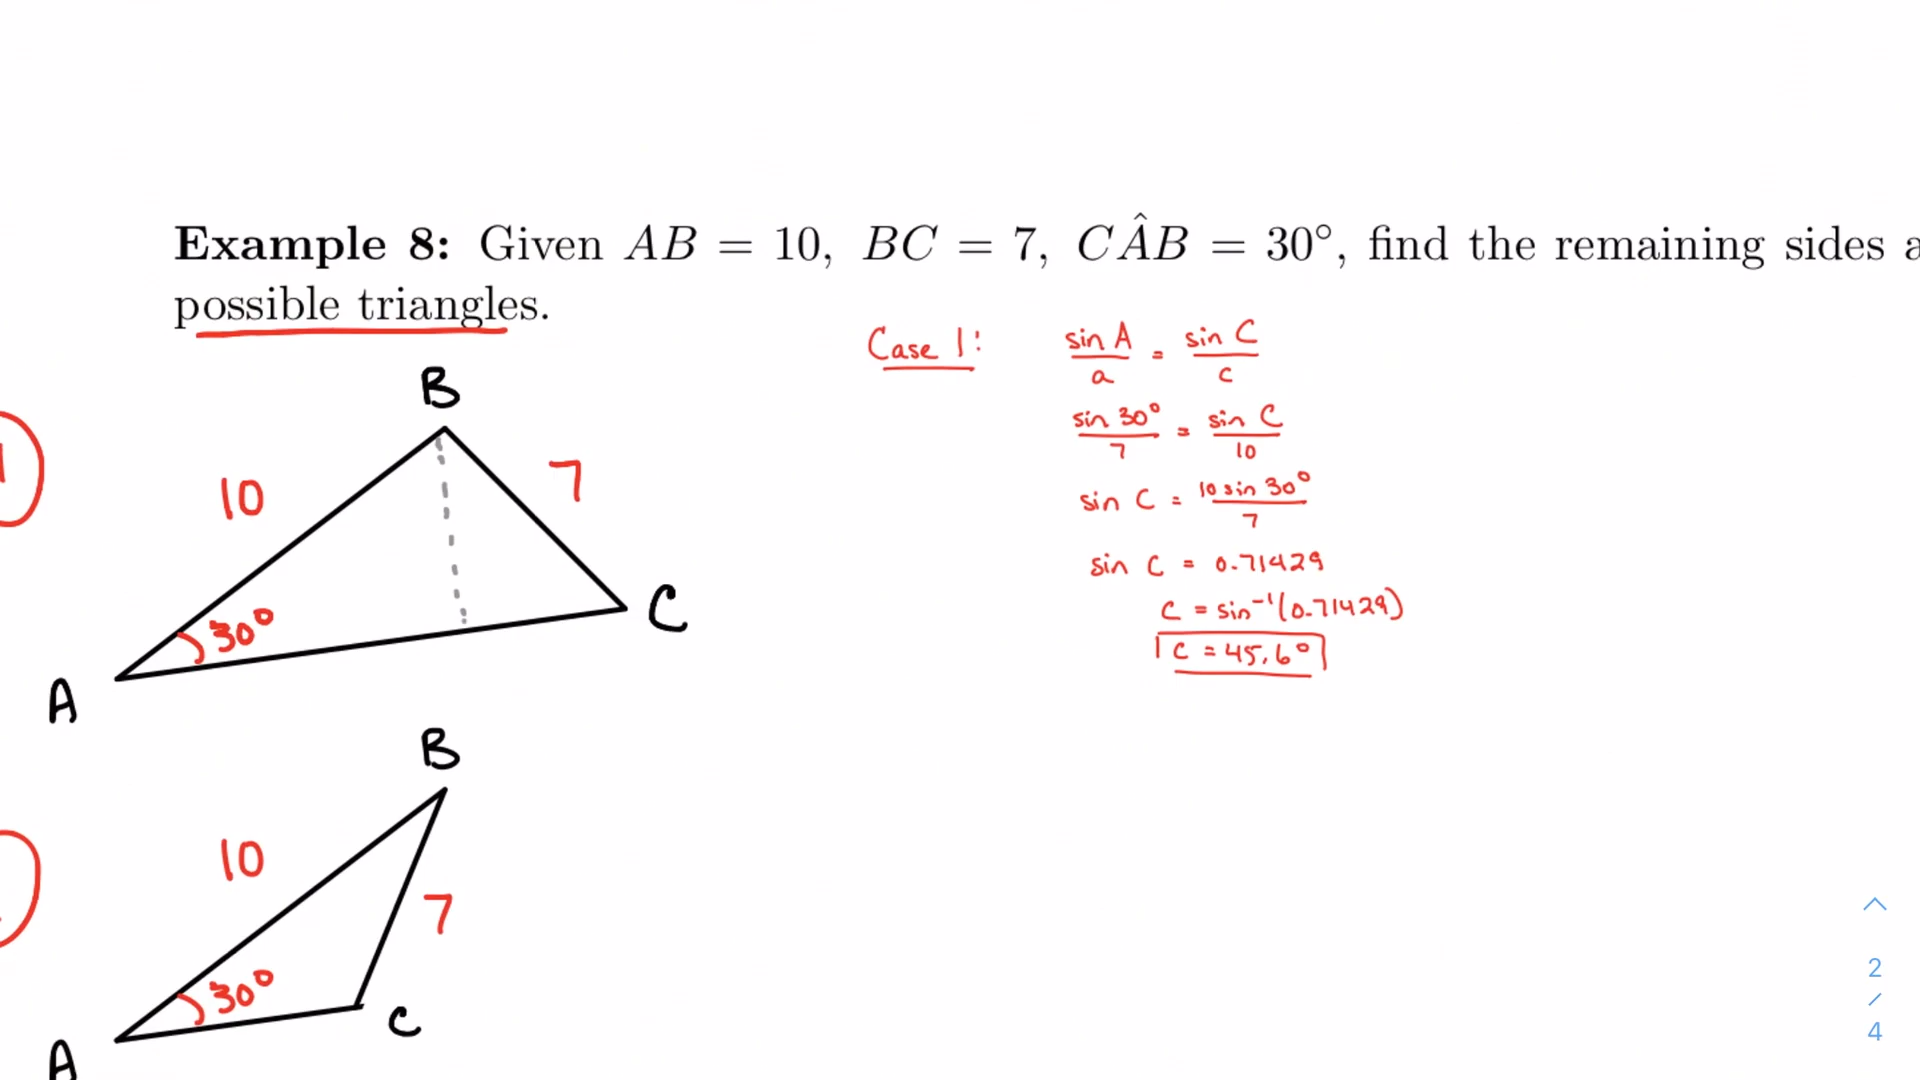 Example 8: Given AB = 10, BC = 7, CÂB = 30°, find the remaining sides a
possible triangles.
Case 1:
sin A / a = sin C / c
sin 30° / 7 = sin C / 10
sin C = 10 sin 30° / 7
sin C = 0.71429
C = sin⁻¹(0.71429)
C = 45.6°
1
B
10
7
30°
C
A
B
10
7
30°
C
A
2
/
4